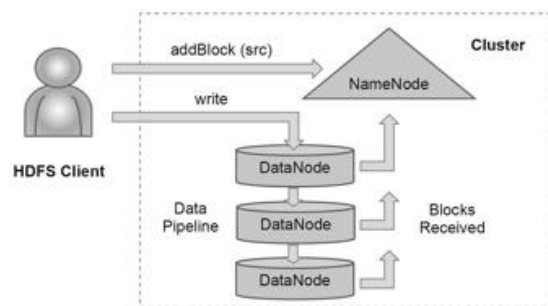 addBlock (src)
Cluster
NameNode
write
HDFS Client
DataNode
Data
Pipeline
DataNode
Blocks
Received
DataNode